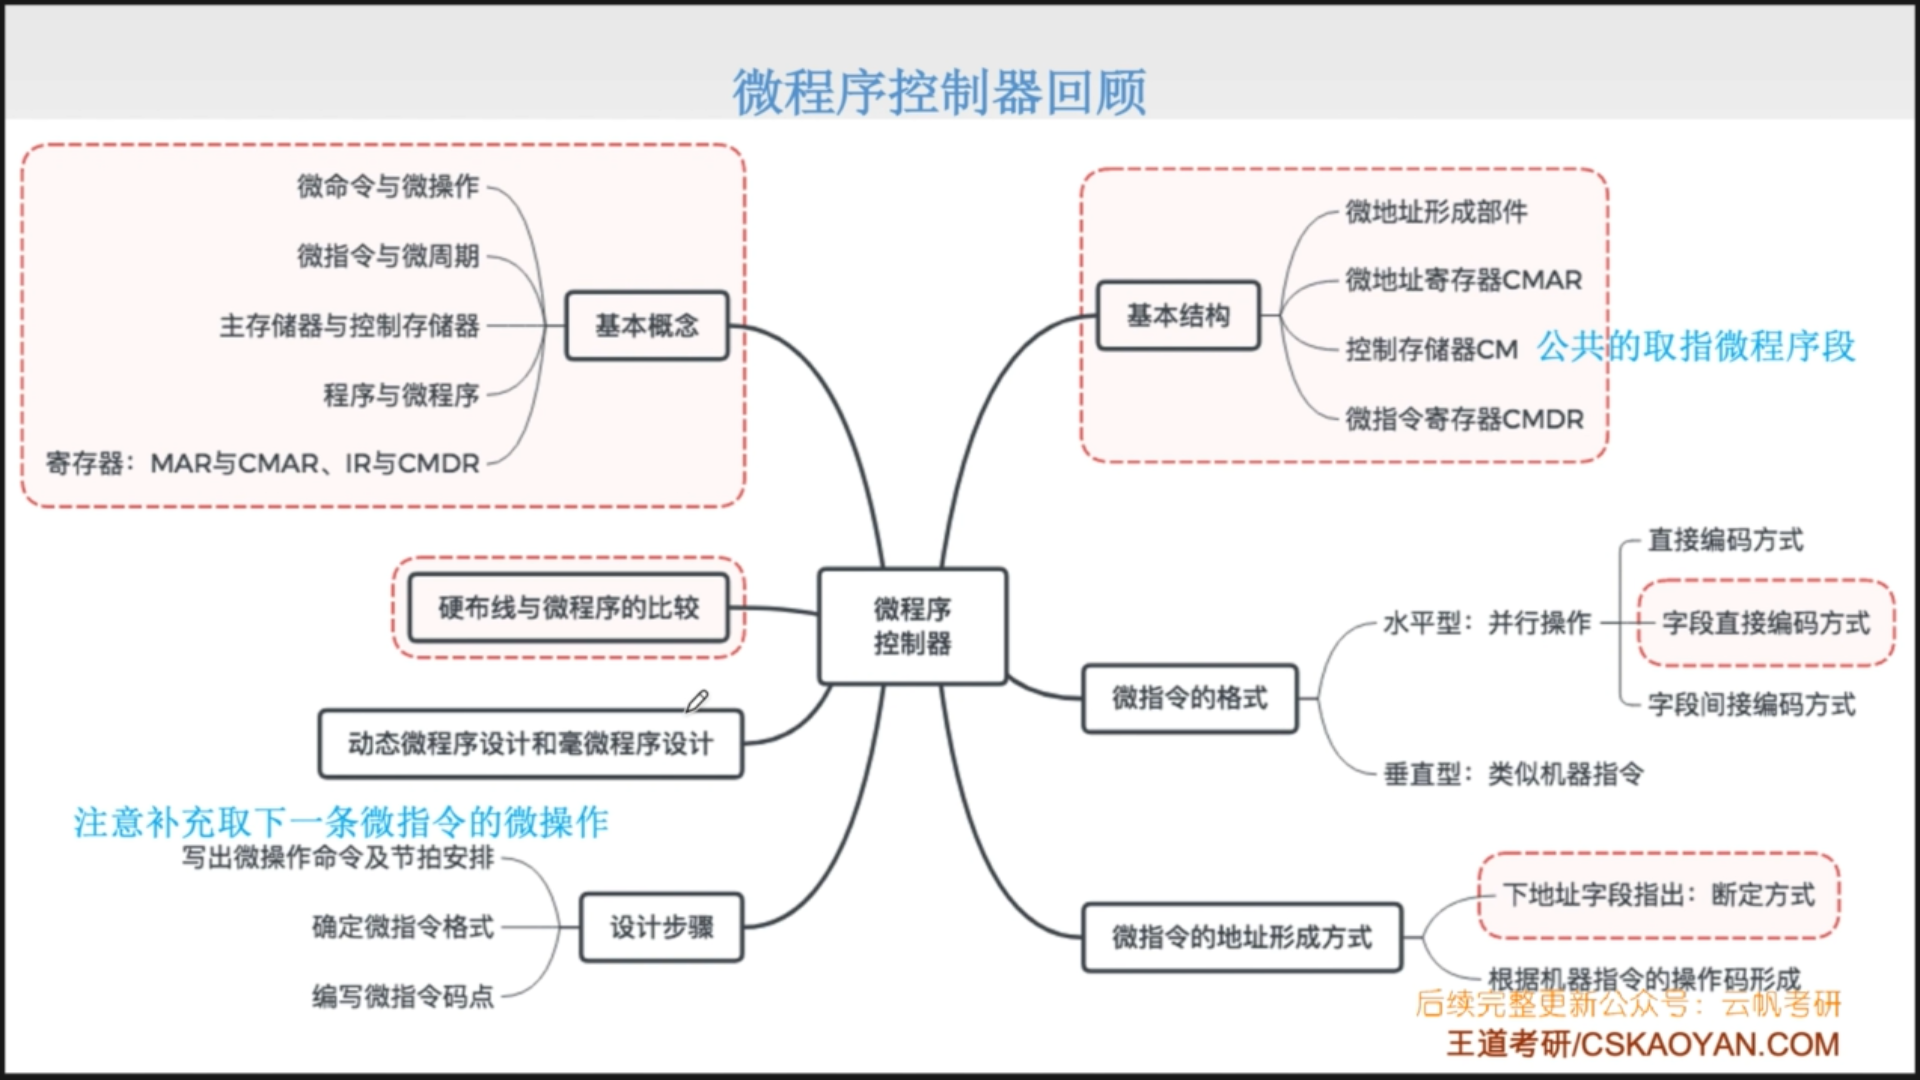 微程序控制器回顾
微命令与微操作
微指令与微周期
主存储器与控制存储器
程序与微程序
寄存器：MAR与CMAR、IR与CMDR
基本概念
硬布线与微程序的比较
动态微程序设计和毫微程序设计
注意补充取下一条微指令的微操作
写出微操作命令及节拍安排
确定微指令格式
编写微指令码点
设计步骤
微程序
控制器
基本结构
微地址形成部件
微地址寄存器CMAR
控制存储器CM 公共的取指微程序段
微指令寄存器CMDR
微指令的格式
水平型：并行操作
直接编码方式
字段直接编码方式
字段间接编码方式
垂直型：类似机器指令
微指令的地址形成方式
下地址字段指出：断定方式
根据机器指令的操作码形成
后续完整更新公众号：云帆考研
王道考研/CSKAOYAN.COM